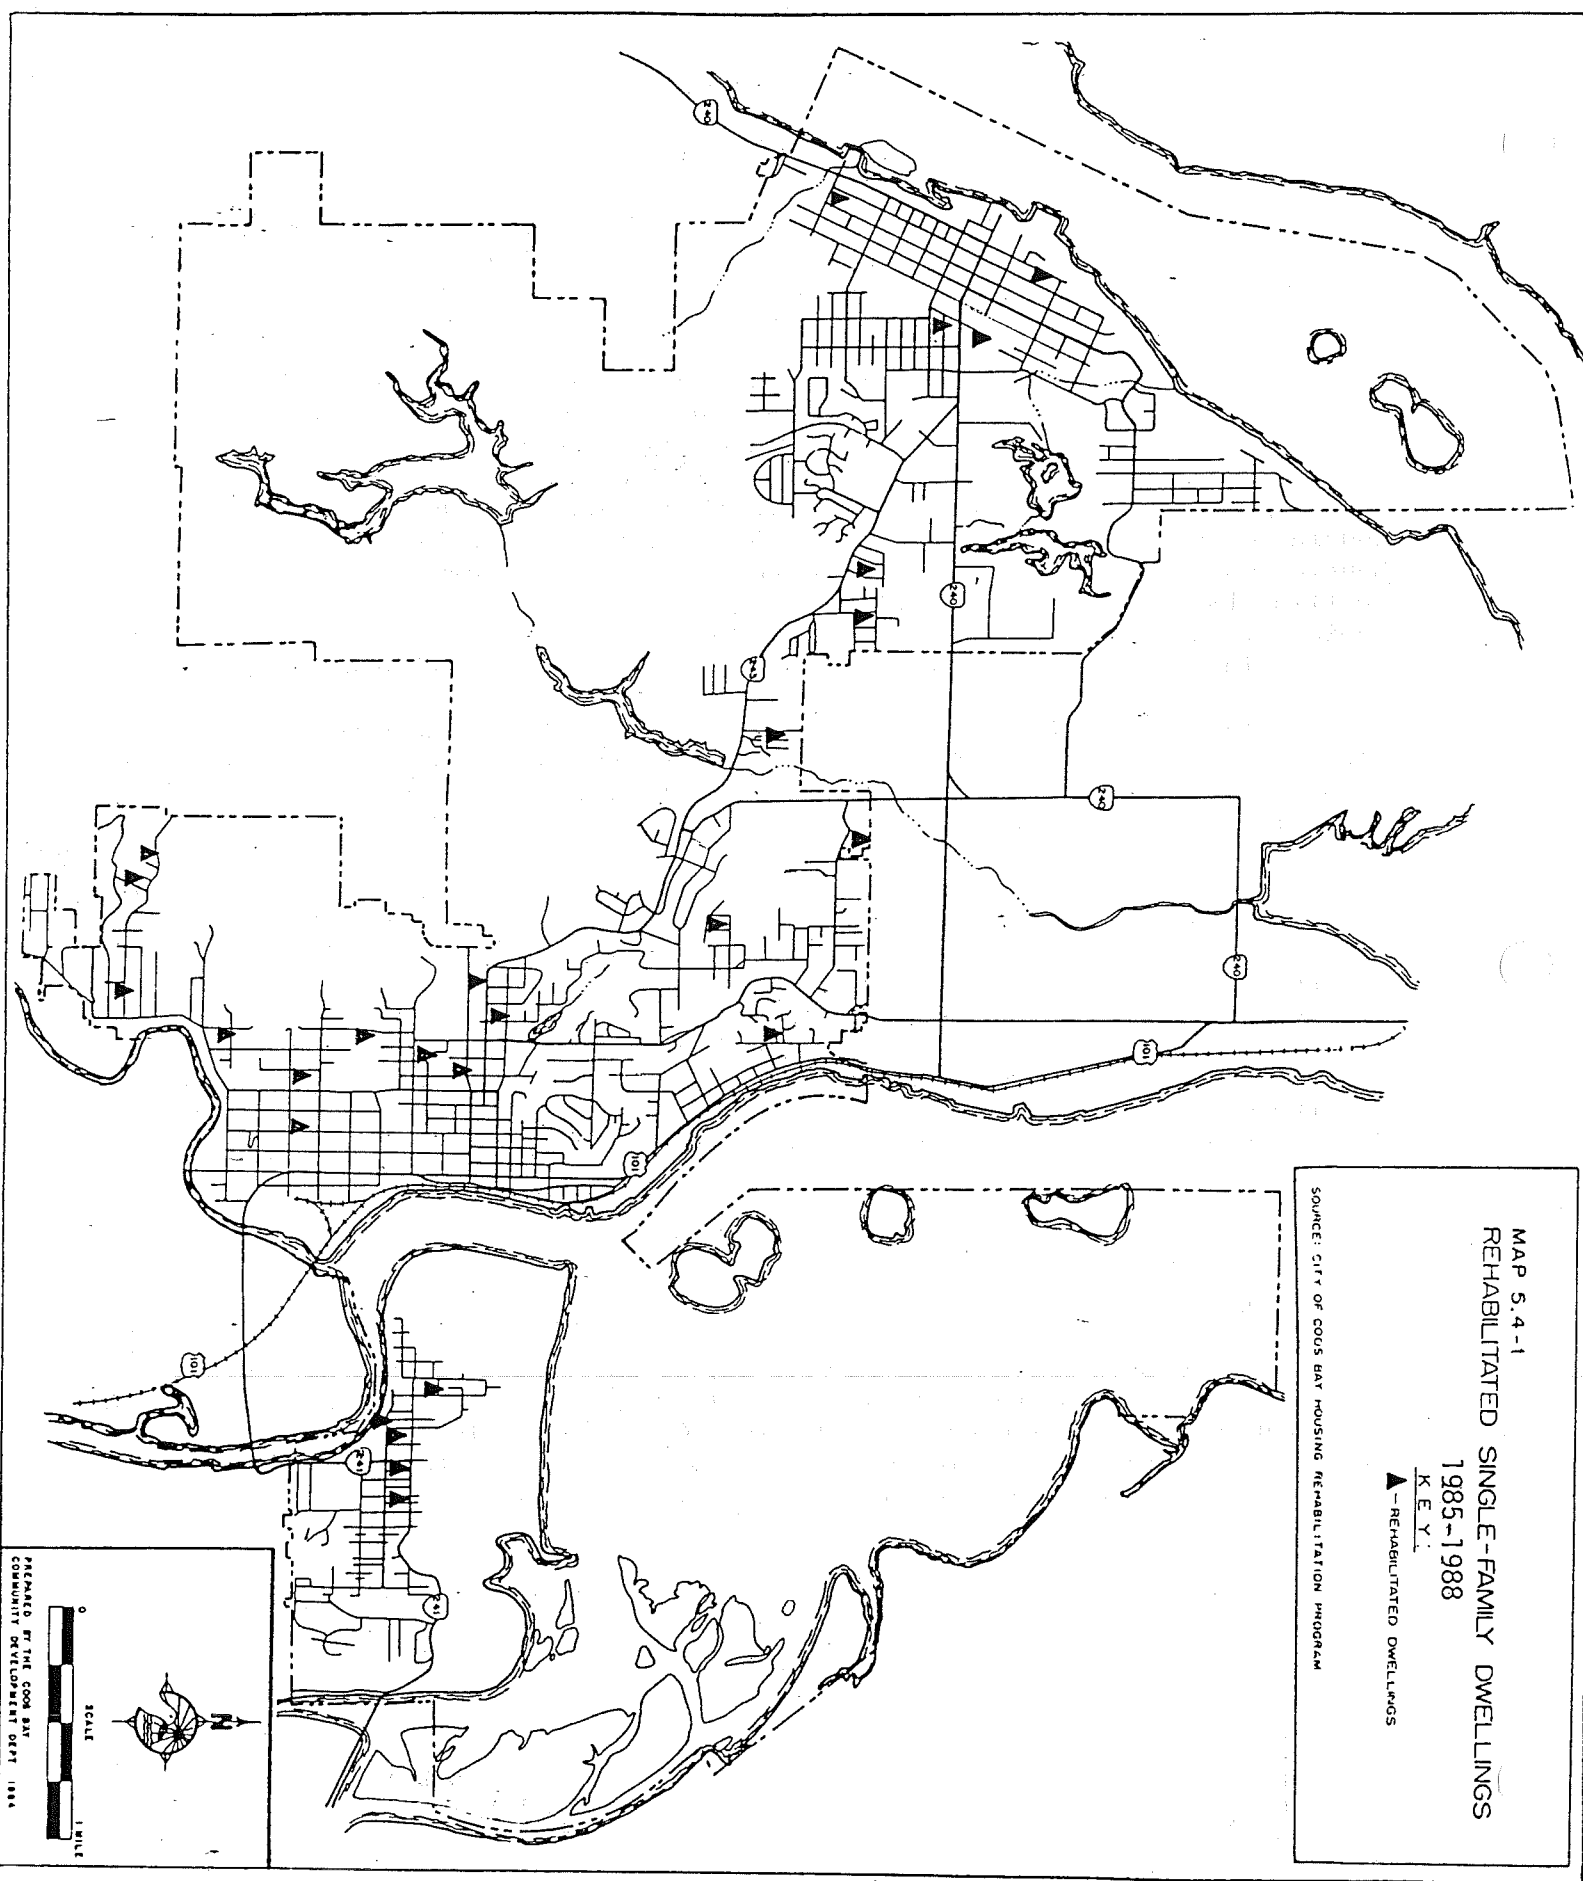 MAP 5.4-1
REHABILITATED SINGLE-FAMILY DWELLINGS
1985-1988
KEY:
▲-REHABILITATED DWELLINGS
SOURCE: CITY OF COOS BAY HOUSING REHABILITATION PROGRAM
240
240
243
240
240
101
101
101
241
241
N
0
SCALE
1 MILE
PREPARED BY THE COOS BAY
COMMUNITY DEVELOPMENT DEPT 1984